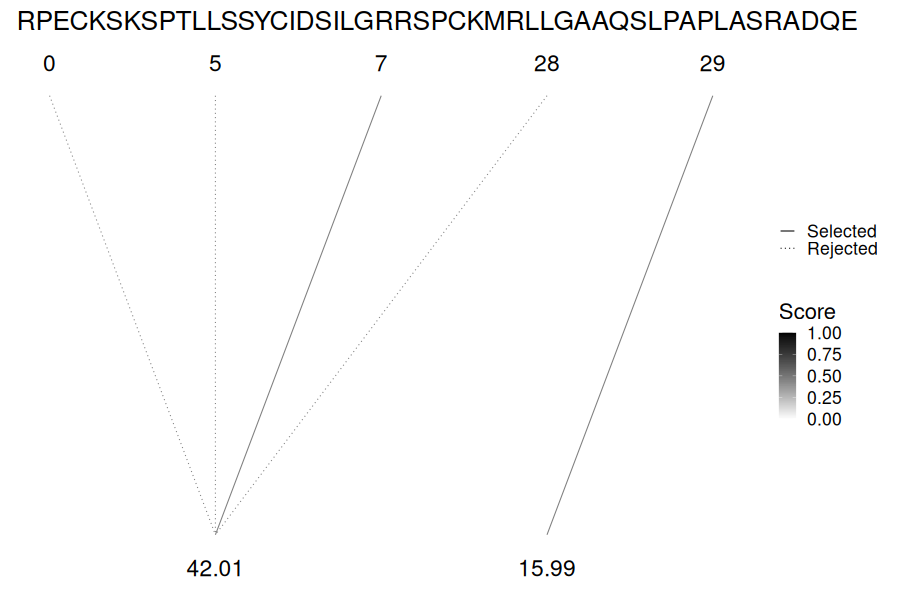 RPECKSKSPTLLSSYCIDSILGRRSPCKMRLLGAAQSLPAPLASRADQE
0 5 7 28 29
Selected
Rejected
Score
1.00
0.75
0.50
0.25
0.00
42.01 15.99